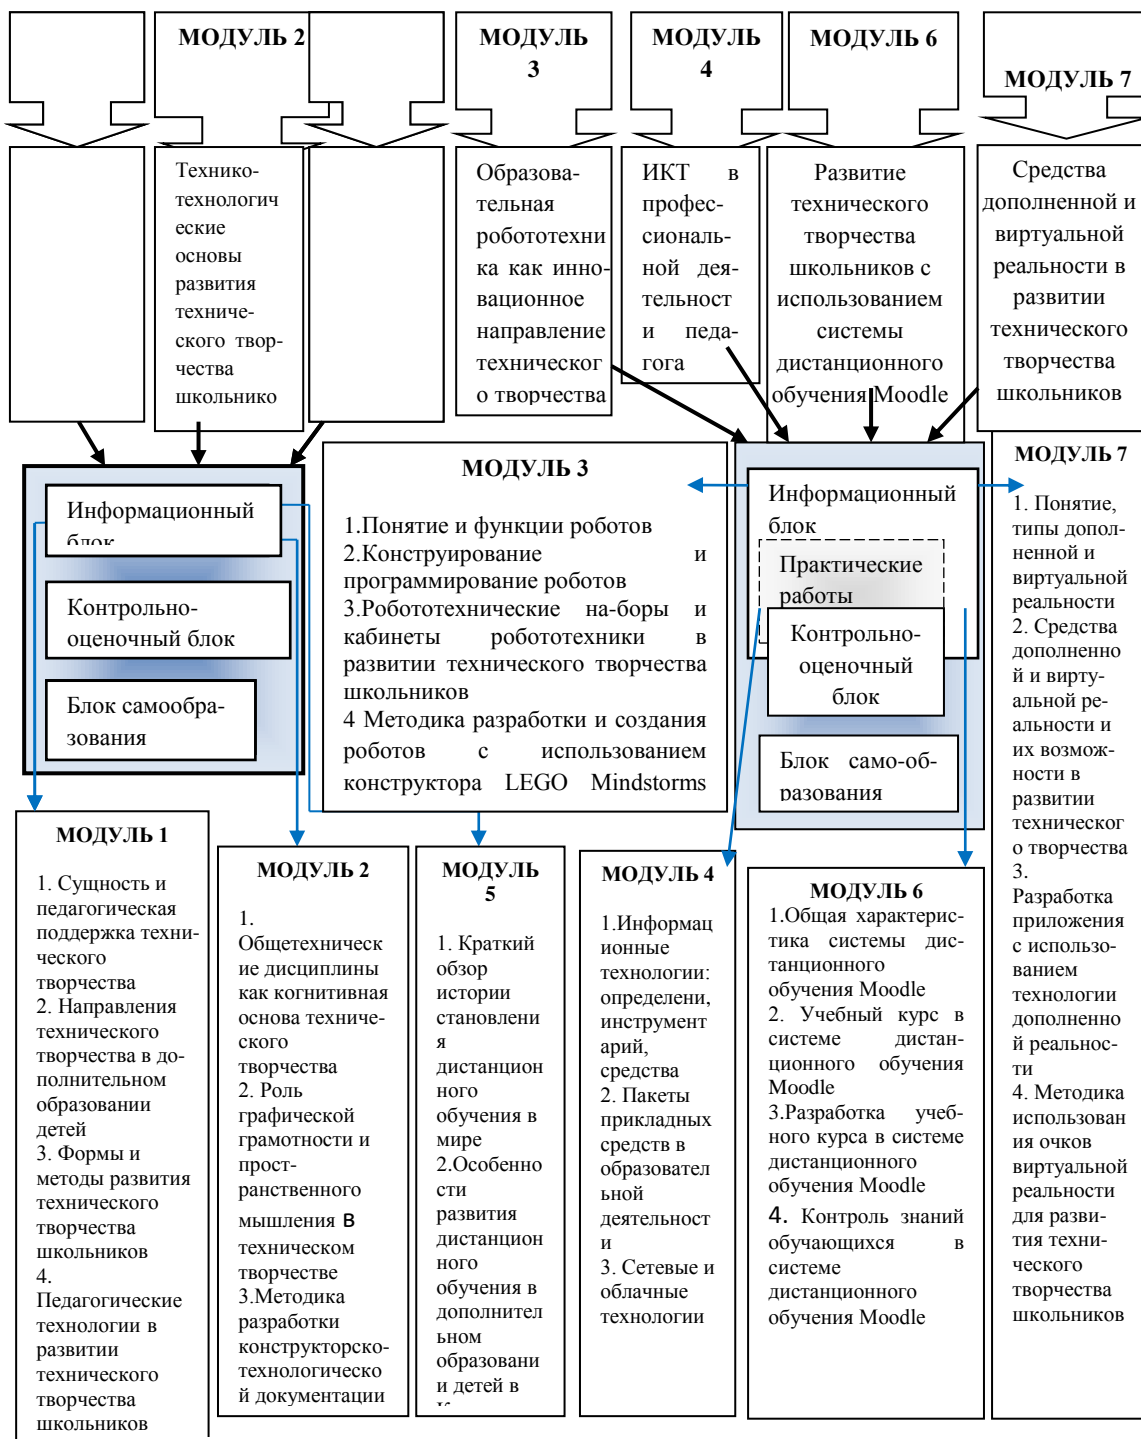 МОДУЛЬ 2
МОДУЛЬ
3
МОДУЛЬ
4
МОДУЛЬ 6
МОДУЛЬ 7
Технико-
технологич
еские
основы
развития
техниче-
ского твор-
чества
школьнико
Образова-
тельная
робототехни
ка как инно-
вационное
направление
техническог
о творчества
ИКТ в
профес-
сиональ-
ной дея-
тельност
и педа-
гога
Развитие
технического
творчества
школьников с
использованием
системы
дистанционного
обучения Moodle
Средства
дополненной и
виртуальной
реальности в
развитии
технического
творчества
школьников
Информационный
блок
Контрольно-
оценочный блок
Блок самообра-
зования
МОДУЛЬ 3
1.Понятие и функции роботов
2.Конструирование и
программирование роботов
3.Робототехнические на-боры и
кабинеты робототехники в
развитии технического творчества
школьников
4 Методика разработки и создания
роботов с использованием
конструктора LEGO Mindstorms
Информационный
блок
Практические
работы
Контрольно-
оценочный
блок
Блок само-об-
разования
МОДУЛЬ 7
1. Понятие,
типы допол-
ненной и
виртуальной
реальности
2. Средства
дополненно
й и вирту-
альной ре-
альности и
их возмож-
ности в
развитии
техническог
о творчества
3.
Разработка
приложения
с использо-
ванием
технологии
дополненно
й реальнос-
ти
4. Методика
использован
ия очков
виртуальной
реальности
для разви-
тия техни-
ческого
творчества
школьников
МОДУЛЬ 1
1. Сущность и
педагогическая
поддержка техни-
ческого
творчества
2. Направления
технического
творчества в до-
полнительном
образовании
детей
3. Формы и
методы развития
технического
творчества
школьников
4.
Педагогические
технологии в
развитии
технического
творчества
школьников
МОДУЛЬ 2
1.
Общетехническ
ие дисциплины
как когнитивная
основа техниче-
ского
творчества
2. Роль
графической
грамотности и
прост-
ранственного
мышления в
техническом
творчестве
3.Методика
разработки
конструкторско-
технологическо
й документации
МОДУЛЬ
5
1. Краткий
обзор
истории
становлени
я
дистанцион
ного
обучения в
мире
2.Особенно
сти
развития
дистанцион
ного
обучения в
дополнител
ьном
образовани
и детей в
МОДУЛЬ 4
1.Информац
ионные
технологии:
определени,
инструмент
арий,
средства
2. Пакеты
прикладных
средств в
образовател
ьной
деятельност
и
3. Сетевые и
облачные
технологии
МОДУЛЬ 6
1.Общая характерис-
тика системы дис-
танционного
обучения Moodle
2. Учебный курс в
системе дистан-
ционного обучения
Moodle
3.Разработка учеб-
ного курса в системе
дистанционного
обучения Moodle
4. Контроль знаний
обучающихся в
системе
дистанционного
обучения Moodle